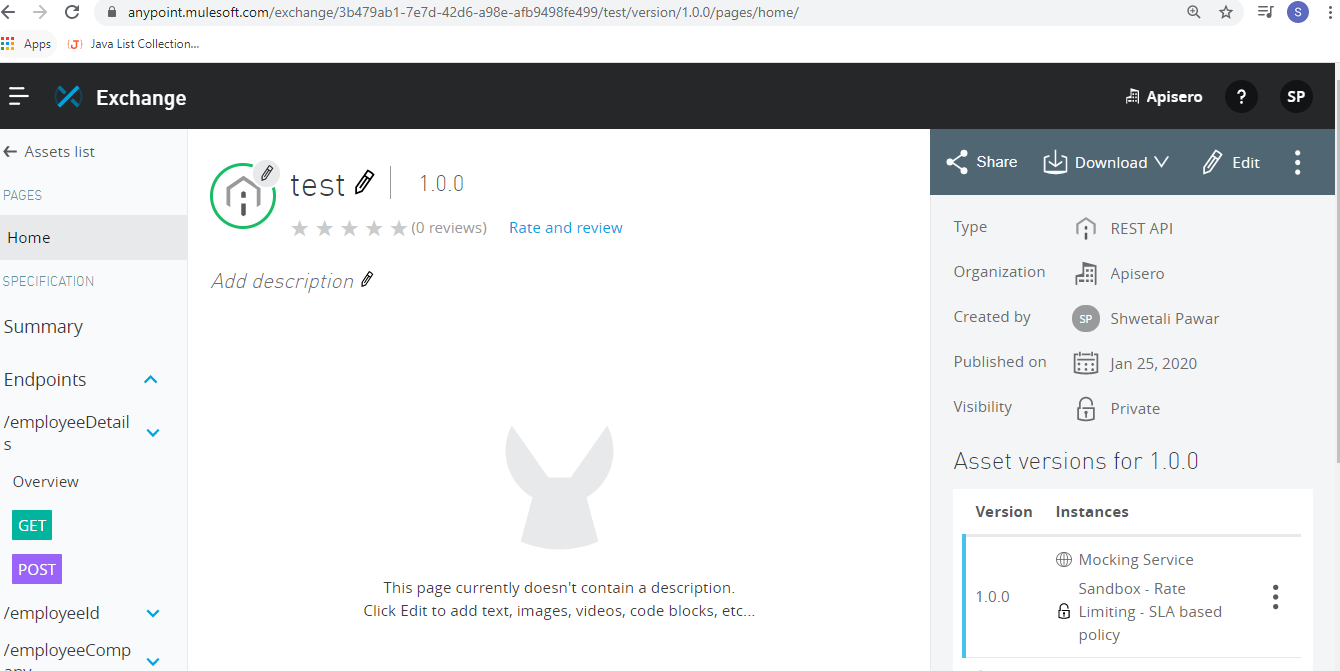 anypoint.mulesoft.com/exchange/3b479ab1-7e7d-42d6-a98e-afb9498fe499/test/version/1.0.0/pages/home/
S
Apps
{J}
Java List Collection...
Exchange
Apisero
?
SP
Assets list
PAGES
Home
SPECIFICATION
Summary
Endpoints
/employeeDetail
s
Overview
GET
POST
/employeeId
/employeeComp
any
test
1.0.0
(0 reviews)
Rate and review
Add description
This page currently doesn't contain a description.
Click Edit to add text, images, videos, code blocks, etc...
Share
Download
Edit
Type
REST API
Organization
Apisero
Created by
SP
Shwetali Pawar
Published on
Jan 25, 2020
Visibility
Private
Asset versions for 1.0.0
Version
Instances
1.0.0
Mocking Service
Sandbox - Rate
Limiting - SLA based
policy